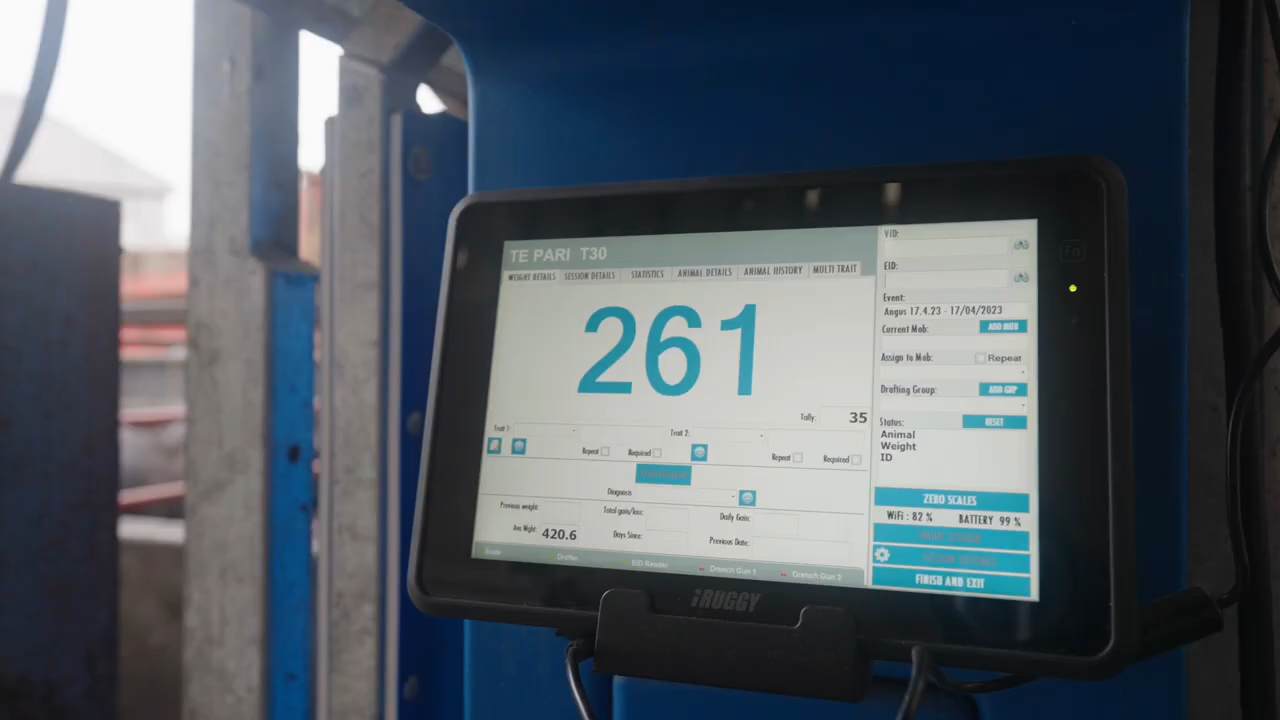 TE PARI T30
WEIGHT DETAILS SESSION DETAILS STATISTICS ANIMAL DETAILS ANIMAL HISTORY MULTI TRAIT
261
Tally: 35
Trait 1: Trait 2:
Repeat Required Repeat Required
Diagnosis
Previous weight: Total gain/loss: Daily Gain:
Ave Wight: 420.6 Days Since: Previous Date:
Scale Drafter EID Reader Drench Gun 1 Drench Gun 2
VID:
EID:
Event:
Angus 17.4.23 - 17/04/2023
Current Mob: ADD MOB
Assign to Mob: Repeat
Drafting Group: ADD GRP
Status: RESET
Animal
Weight
ID
ZERO SCALES
WiFi : 82 % BATTERY 99 %
FINISH AND EXIT
Fn
iRUGGY